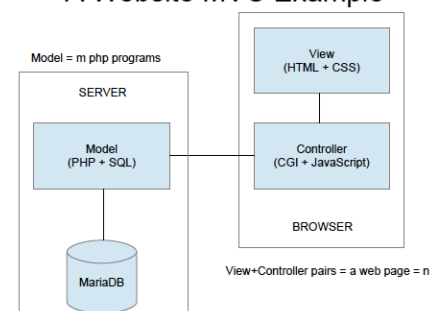 Model = m php programs
SERVER
Model
(PHP + SQL)
MariaDB
View
(HTML + CSS)
Controller
(CGI + JavaScript)
BROWSER
View+Controller pairs = a web page = n